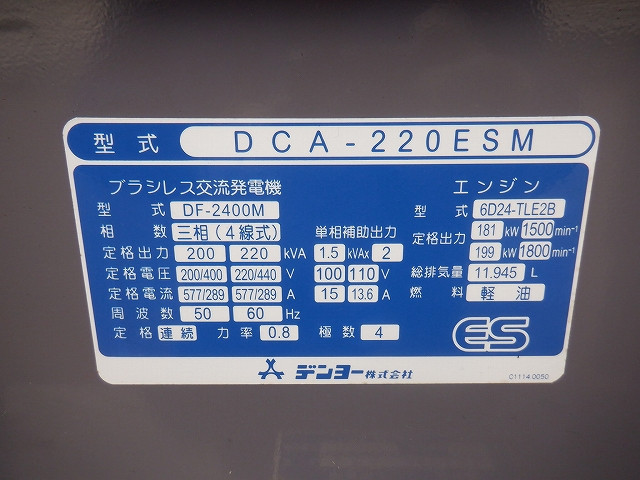 型式 DCA-220ESM
ブラシレス交流発電機
型式 DF-2400M
相数 三相(4線式)
定格出力 200 220 kVA
定格電圧 200/400 220/440 V
定格電流 577/289 577/289 A
周波数 50 60 Hz
定格 連続 力率 0.8 極数 4
単相補助出力
1.5 kVAx 2
100 110 V
15 13.6 A
エンジン
型式 6D24-TLE2B
定格出力 181 kW 1500 min⁻¹
199 kW 1800 min⁻¹
総排気量 11.945 L
燃料 軽油
ES
デンヨー株式会社
C1114 0050